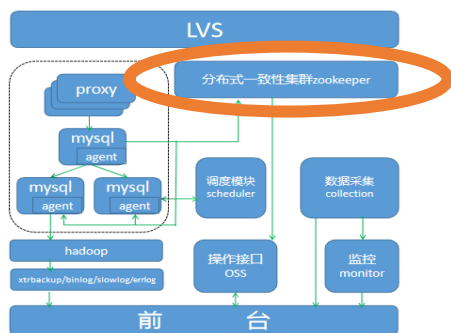 LVS
proxy
分布式一致性集群zookeeper
mysql
agent
mysql
agent
mysql
agent
调度模块
scheduler
数据采集
collection
hadoop
操作接口
OSS
监控
monitor
xtrbackup/binlog/slowlog/errlog
前 台